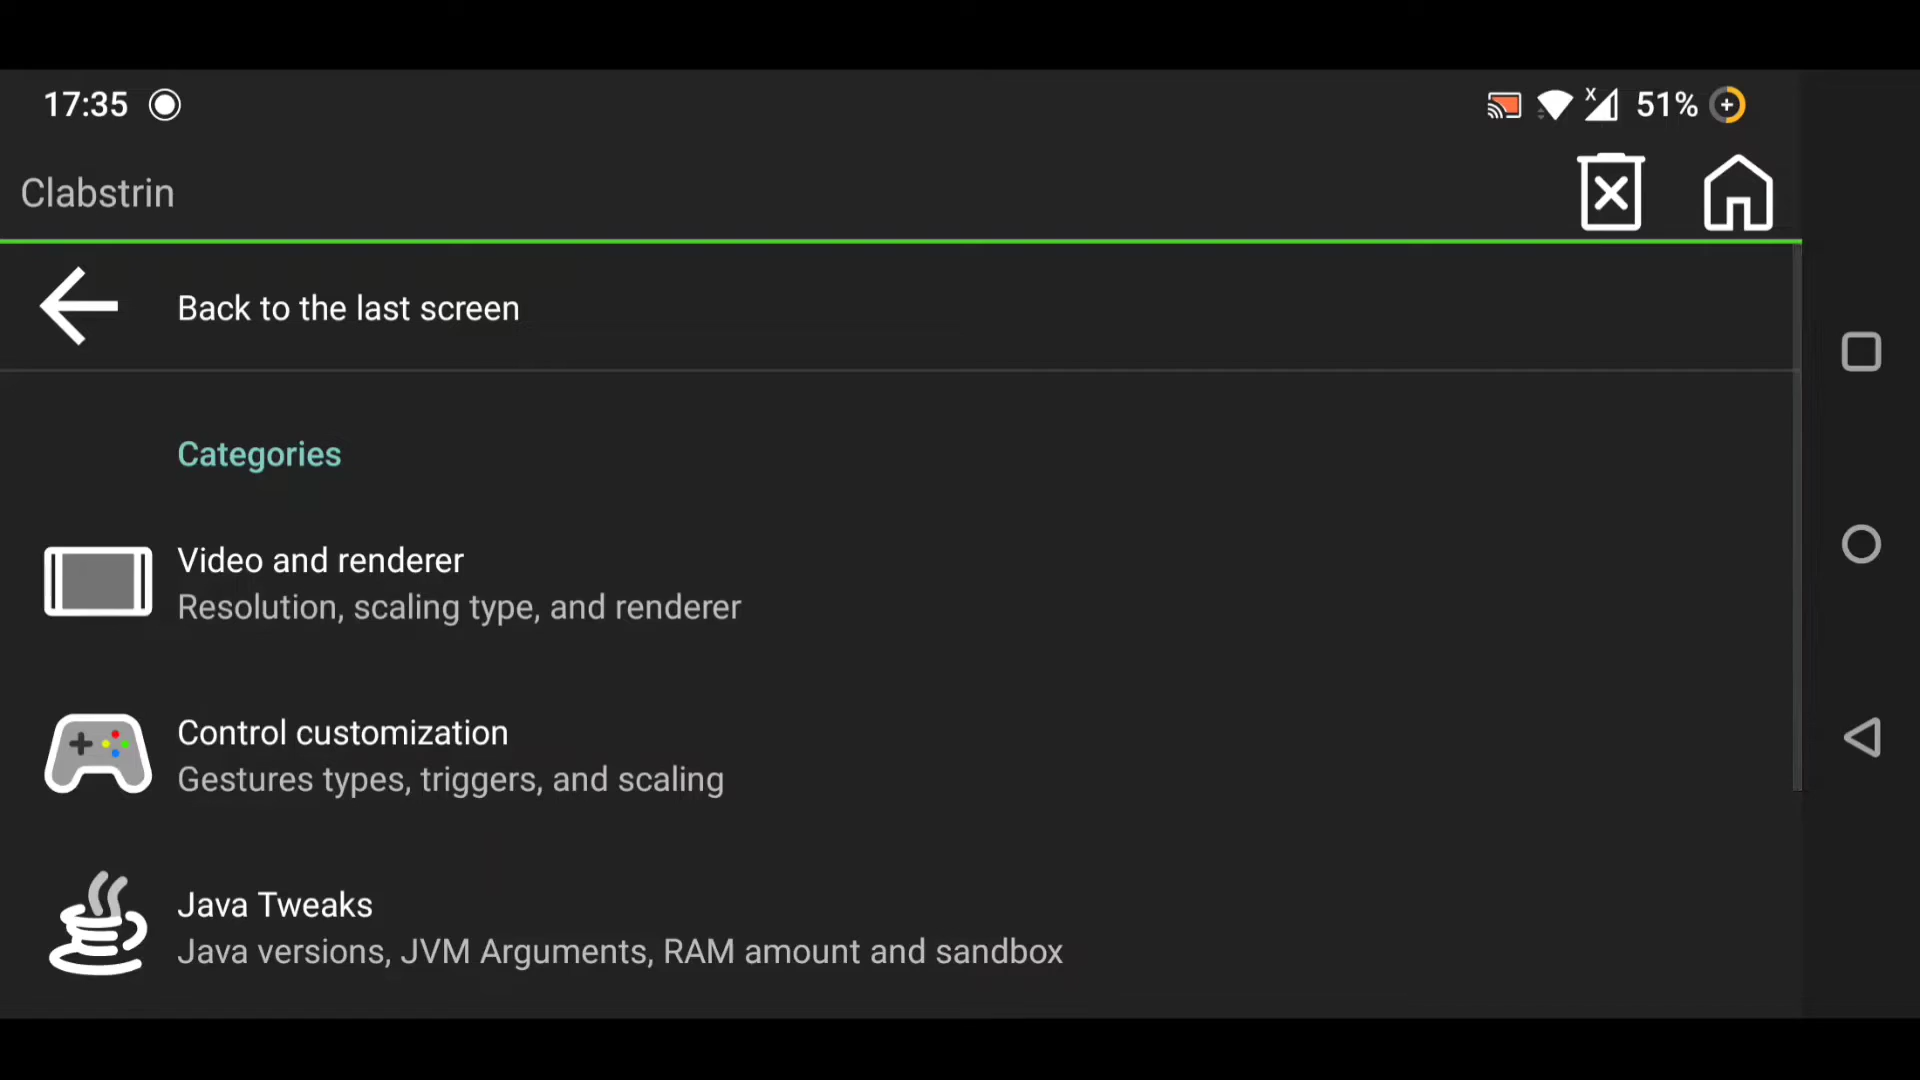 17:35
51%
Clabstrin
Back to the last screen
Categories
Video and renderer
Resolution, scaling type, and renderer
Control customization
Gestures types, triggers, and scaling
Java Tweaks
Java versions, JVM Arguments, RAM amount and sandbox